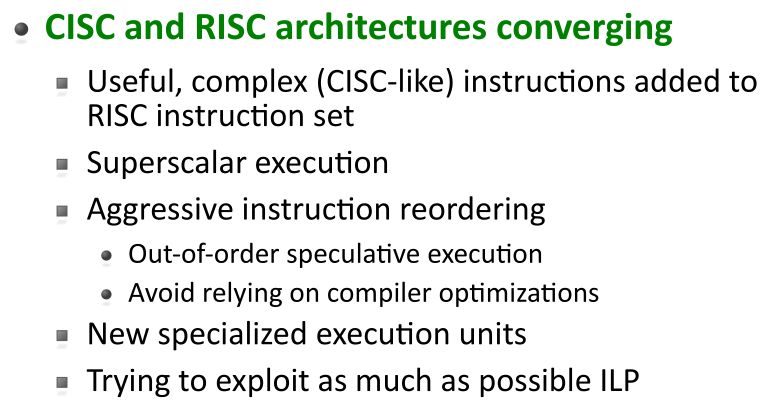 CISC and RISC architectures converging
Useful, complex (CISC-like) instructions added to
RISC instruction set
Superscalar execution
Aggressive instruction reordering
Out-of-order speculative execution
Avoid relying on compiler optimizations
New specialized execution units
Trying to exploit as much as possible ILP